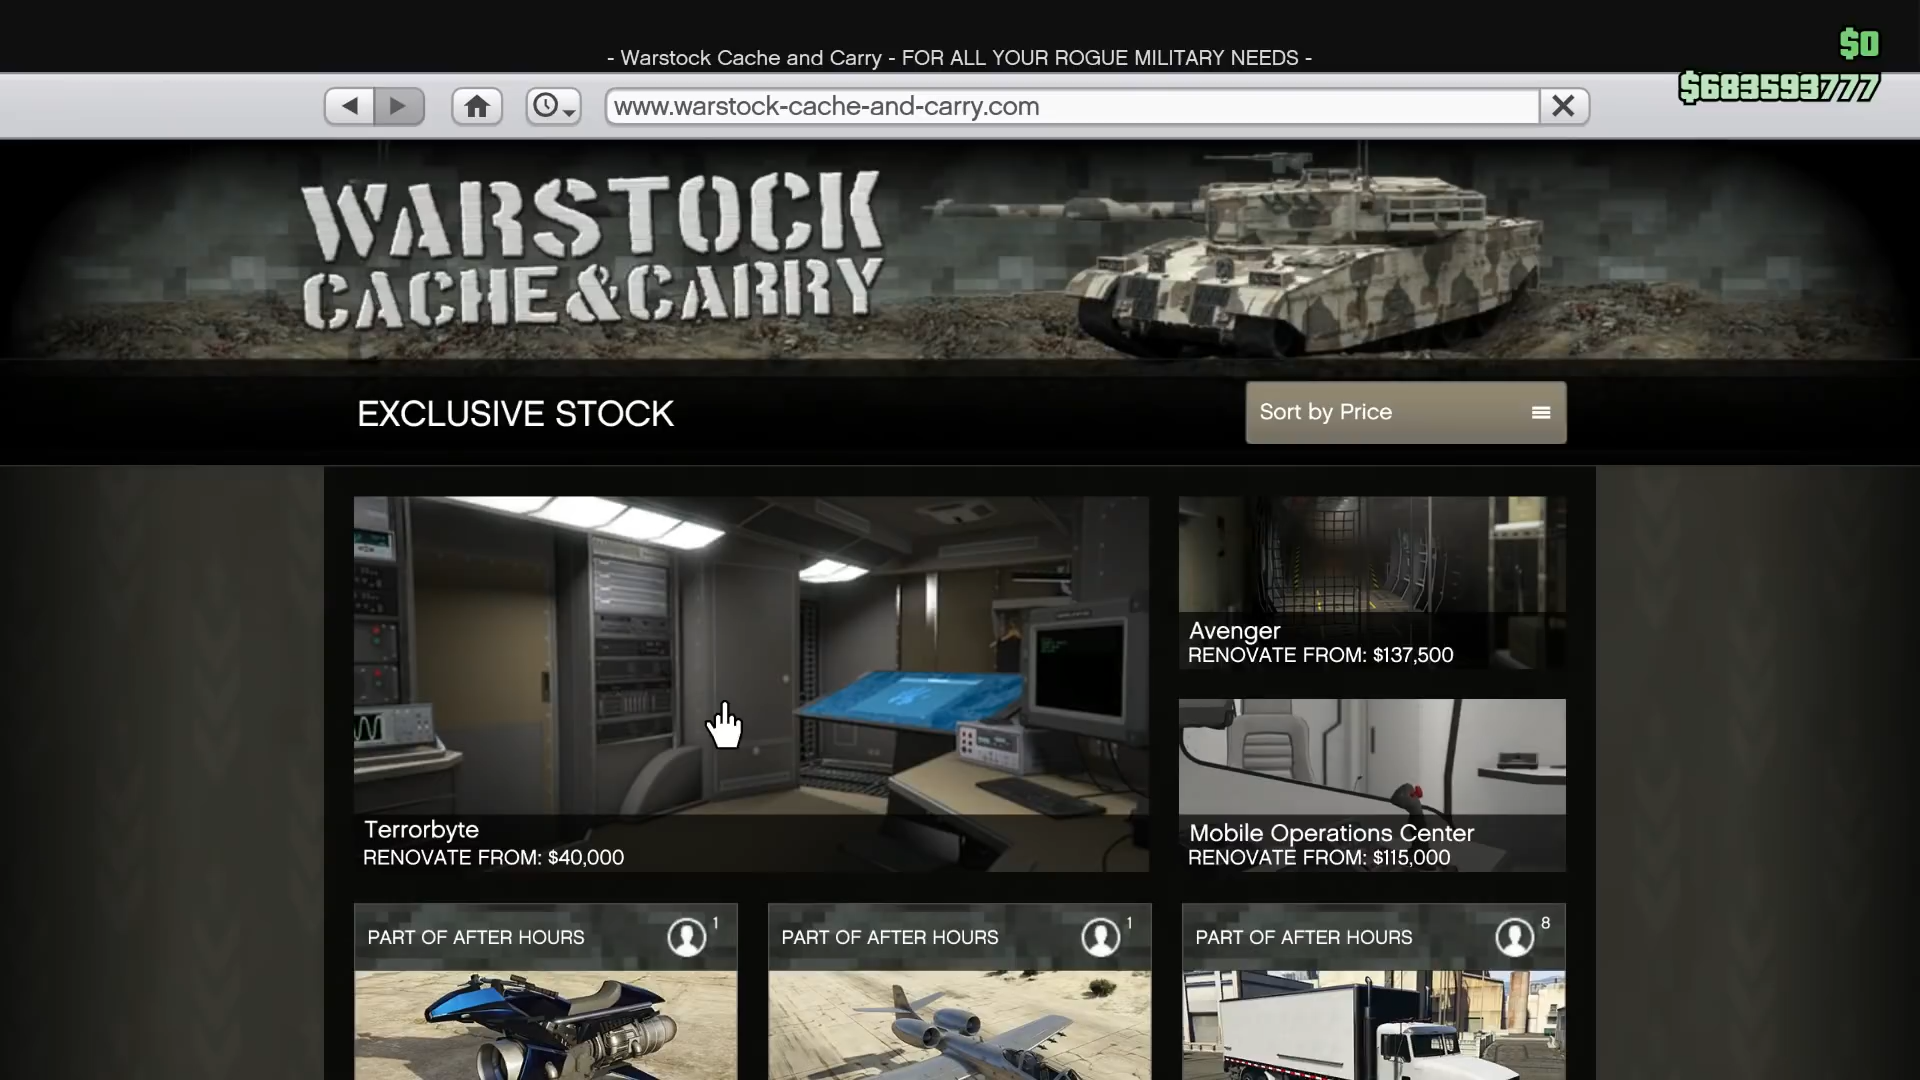 - Warstock Cache and Carry - FOR ALL YOUR ROGUE MILITARY NEEDS -
$0
$683593777
www.warstock-cache-and-carry.com
WARSTOCK
CACHE&CARRY
EXCLUSIVE STOCK
Sort by Price
Terrorbyte
RENOVATE FROM: $40,000
Avenger
RENOVATE FROM: $137,500
Mobile Operations Center
RENOVATE FROM: $115,000
PART OF AFTER HOURS 1
PART OF AFTER HOURS 1
PART OF AFTER HOURS 8